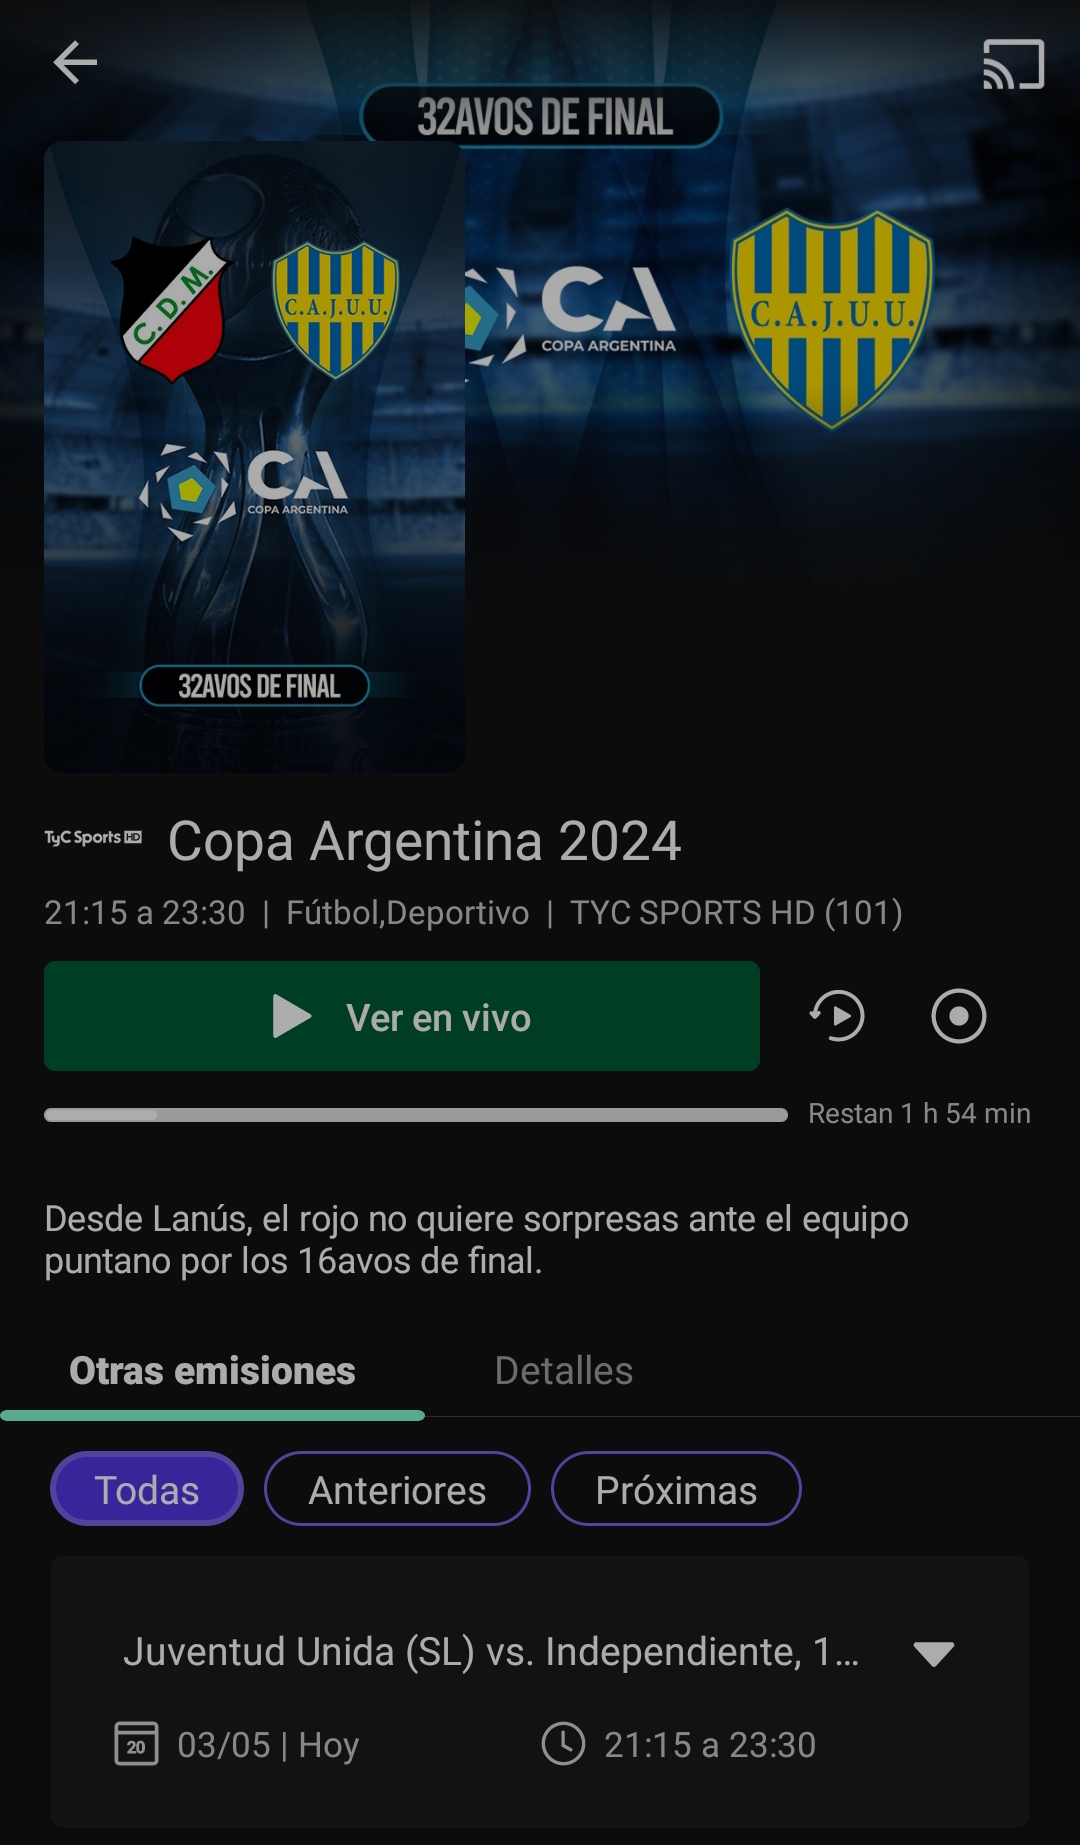 32AVOS DE FINAL
C.D.M.
C.A.J.U.U.
CA
COPA ARGENTINA
C.A.J.U.U.
CA
COPA ARGENTINA
32AVOS DE FINAL
TyC Sports HD
Copa Argentina 2024
21:15 a 23:30 | Fútbol,Deportivo | TYC SPORTS HD (101)
Ver en vivo
Restan 1 h 54 min
Desde Lanús, el rojo no quiere sorpresas ante el equipo
puntano por los 16avos de final.
Otras emisiones
Detalles
Todas
Anteriores
Próximas
Juventud Unida (SL) vs. Independiente, 1...
20
03/05 | Hoy
21:15 a 23:30